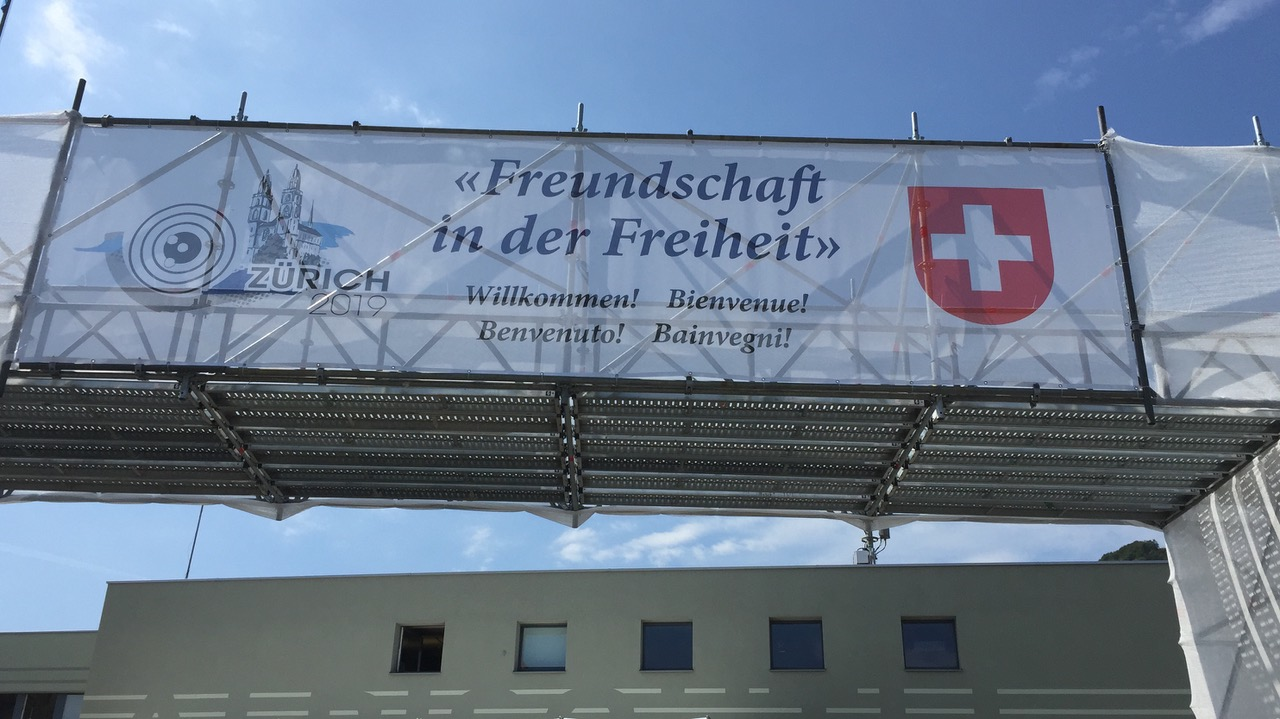 «Freundschaft
in der Freiheit»
ZÜRICH
2019
Willkommen! Bienvenue!
Benvenuto! Bainvegni!